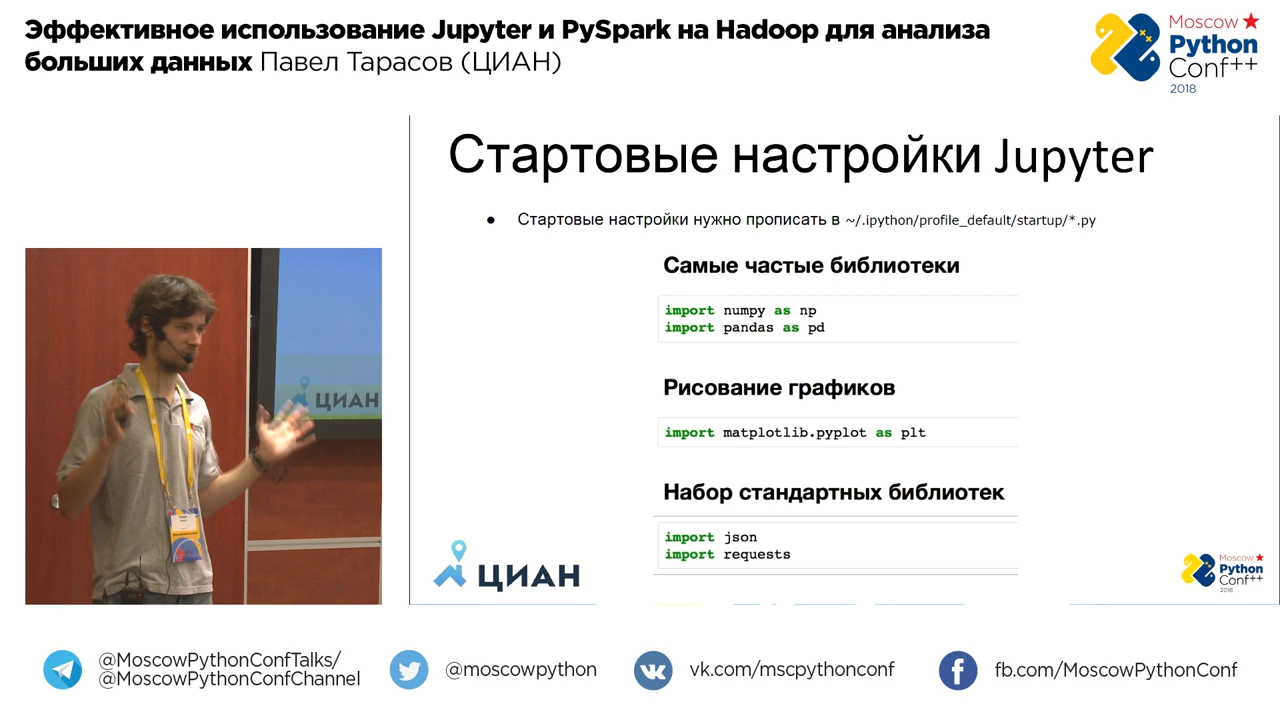 Эффективное использование Jupyter и PySpark на Hadoop для анализа
больших данных Павел Тарасов (ЦИАН)
Moscow
Python
Conf++
2018
Стартовые настройки Jupyter
● Стартовые настройки нужно прописать в ~/.ipython/profile_default/startup/*.py
Самые частые библиотеки
import numpy as np
import pandas as pd
Рисование графиков
import matplotlib.pyplot as plt
Набор стандартных библиотек
import json
import requests
ЦИАН
ЦИАН
Moscow
Python
Conf++
2018
@MoscowPythonConfTalks/
@MoscowPythonConfChannel
@moscowpython
vk.com/mscpythonconf
fb.com/MoscowPythonConf